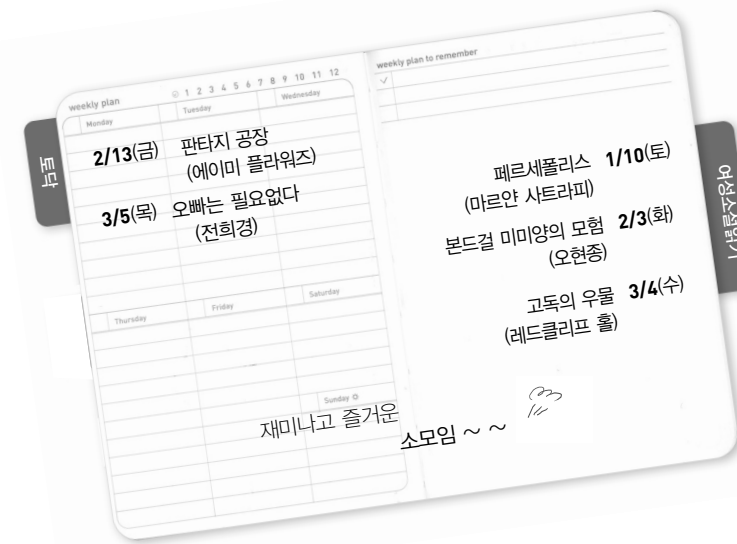 weekly plan
1 2 3 4 5 6 7 8 9 10 11 12
Monday
Tuesday
Wednesday
토닥
2/13(금) 판타지 공장
(에이미 플라워즈)
3/5(목) 오빠는 필요없다
(전희경)
Thursday
Friday
Saturday
Sunday
재미나고 즐거운
소모임 ~ ~
weekly plan to remember
페르세폴리스 1/10(토)
(마르얀 사트라피)
본드걸 미미양의 모험 2/3(화)
(오현종)
고독의 우물 3/4(수)
(레드클리프 홀)
여성소설읽기